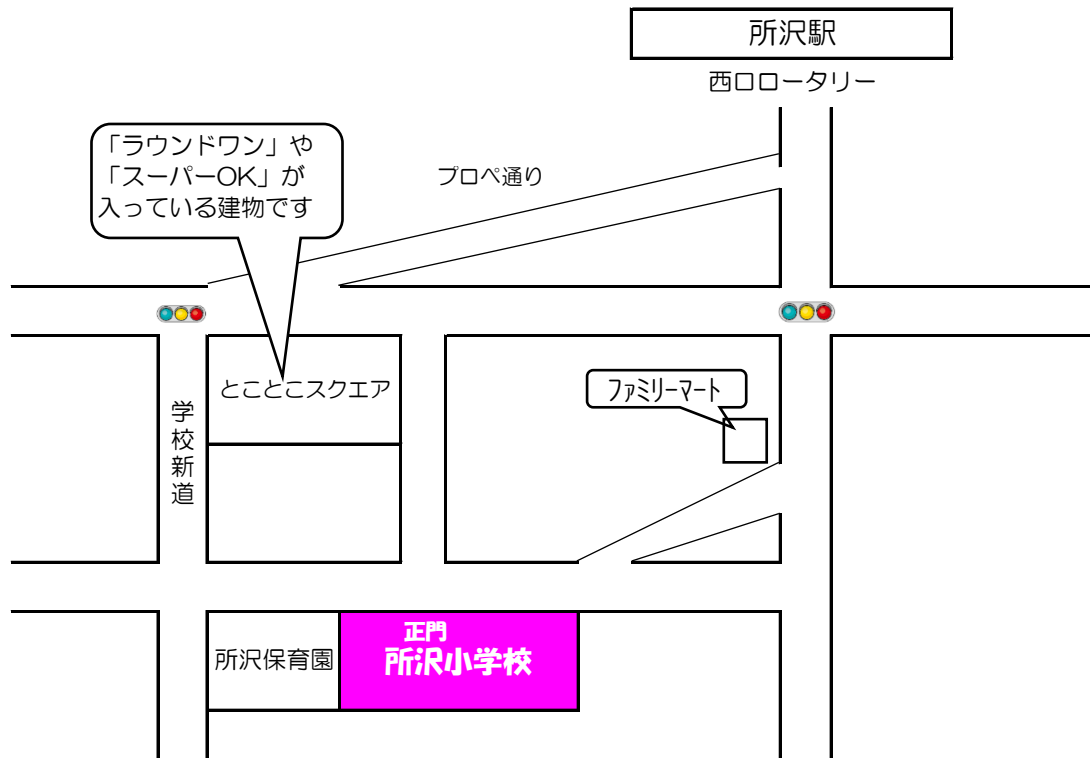 所沢駅
西口ロータリー
「ラウンドワン」や
「スーパーOK」が
入っている建物です
プロペ通り
とことこスクエア
ファミリーマート
学校新道
所沢保育園
正門
所沢小学校